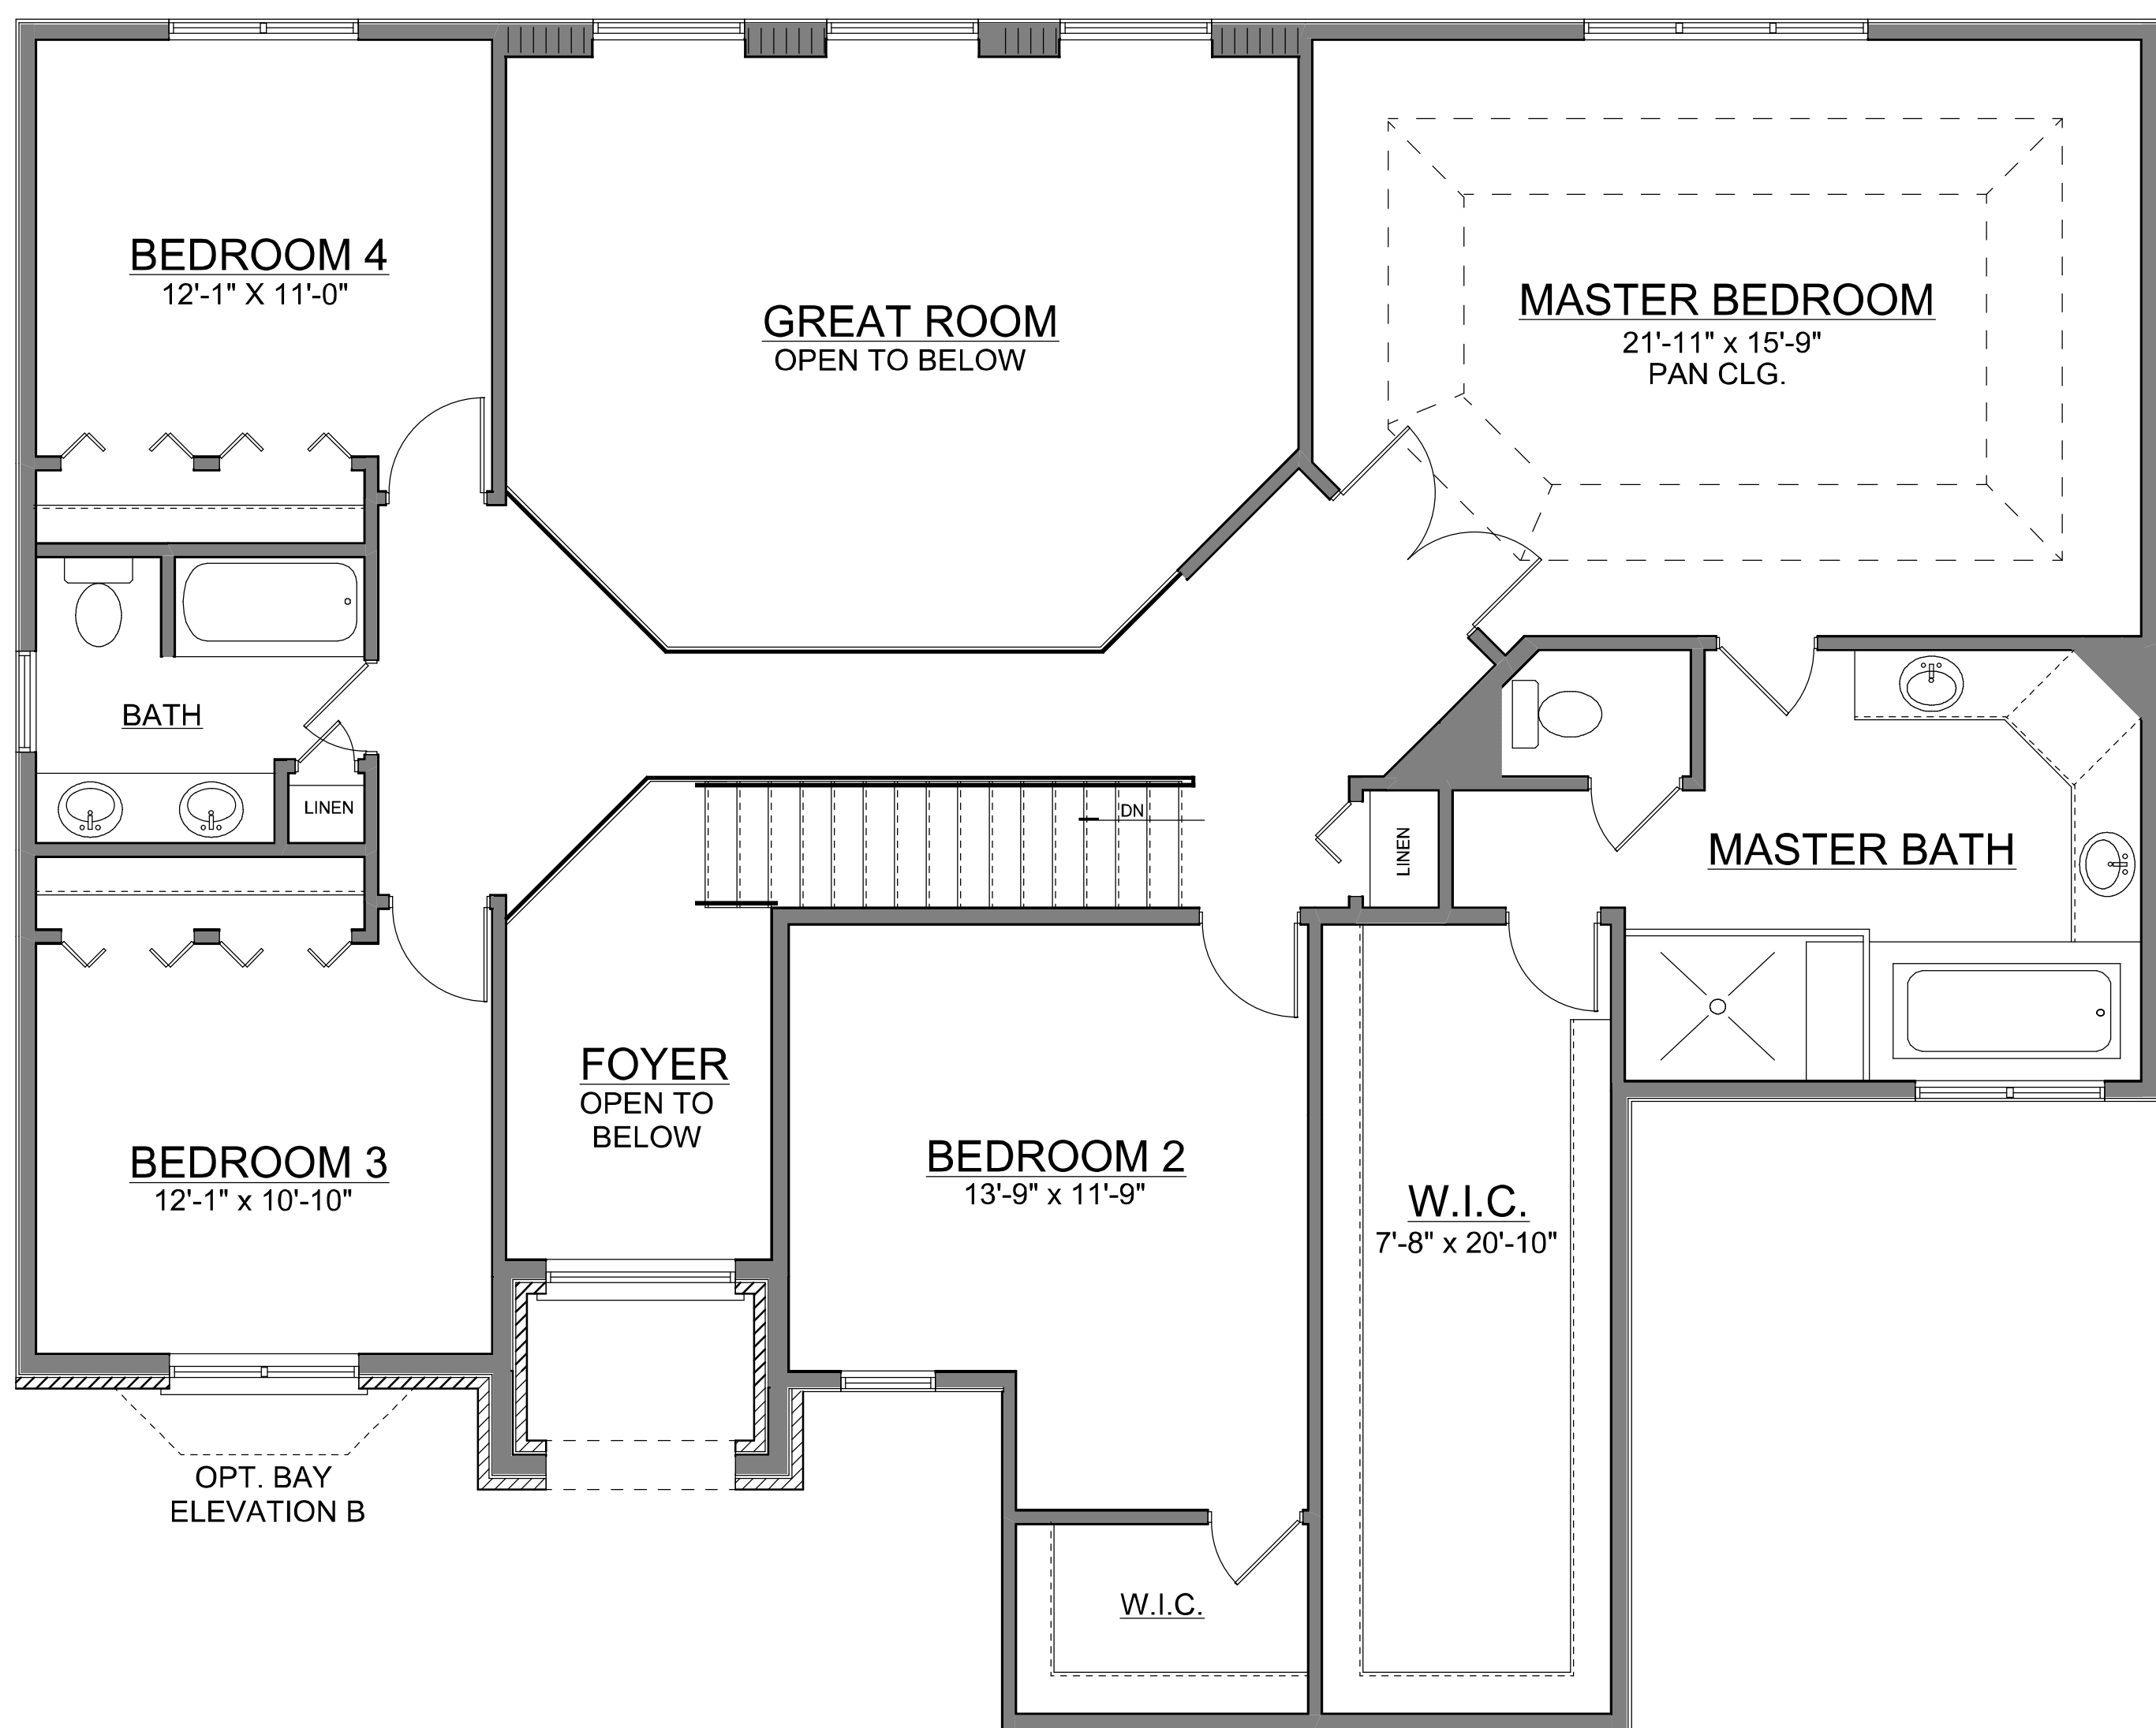 BEDROOM 4
12'-1" X 11'-0"
GREAT ROOM
OPEN TO BELOW
MASTER BEDROOM
21'-11" x 15'-9"
PAN CLG.
BATH
LINEN
DN
LINEN
MASTER BATH
FOYER
OPEN TO
BELOW
BEDROOM 3
12'-1" x 10'-10"
BEDROOM 2
13'-9" x 11'-9"
W.I.C.
7'-8" x 20'-10"
OPT. BAY
ELEVATION B
W.I.C.